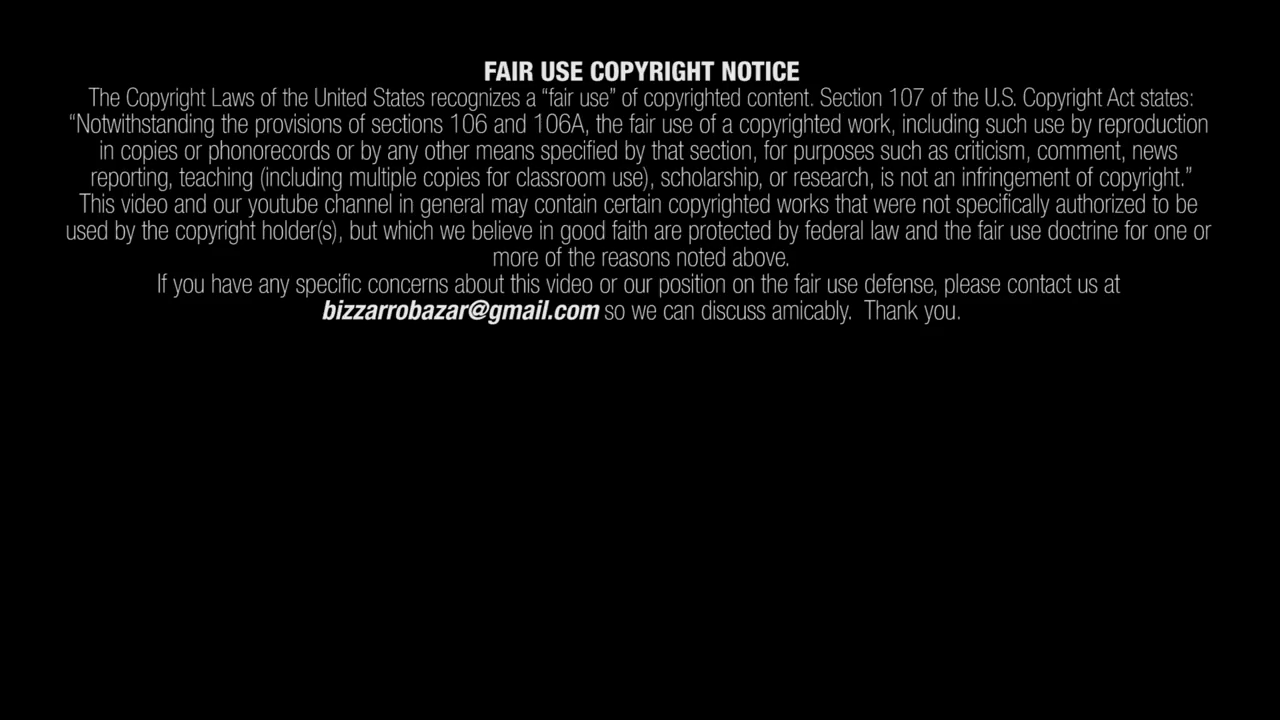 FAIR USE COPYRIGHT NOTICE
The Copyright Laws of the United States recognizes a “fair use” of copyrighted content. Section 107 of the U.S. Copyright Act states:
“Notwithstanding the provisions of sections 106 and 106A, the fair use of a copyrighted work, including such use by reproduction
in copies or phonorecords or by any other means specified by that section, for purposes such as criticism, comment, news
reporting, teaching (including multiple copies for classroom use), scholarship, or research, is not an infringement of copyright.”
This video and our youtube channel in general may contain certain copyrighted works that were not specifically authorized to be
used by the copyright holder(s), but which we believe in good faith are protected by federal law and the fair use doctrine for one or
more of the reasons noted above.
If you have any specific concerns about this video or our position on the fair use defense, please contact us at
bizzarrobazar@gmail.com so we can discuss amicably. Thank you.